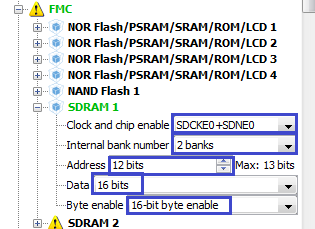 FMC
NOR Flash/PSRAM/SRAM/ROM/LCD 1
NOR Flash/PSRAM/SRAM/ROM/LCD 2
NOR Flash/PSRAM/SRAM/ROM/LCD 3
NOR Flash/PSRAM/SRAM/ROM/LCD 4
NAND Flash 1
SDRAM 1
Clock and chip enable SDCKE0+SDNE0
Internal bank number 2 banks
Address 12 bits Max: 13 bits
Data 16 bits
Byte enable 16-bit byte enable
SDRAM 2